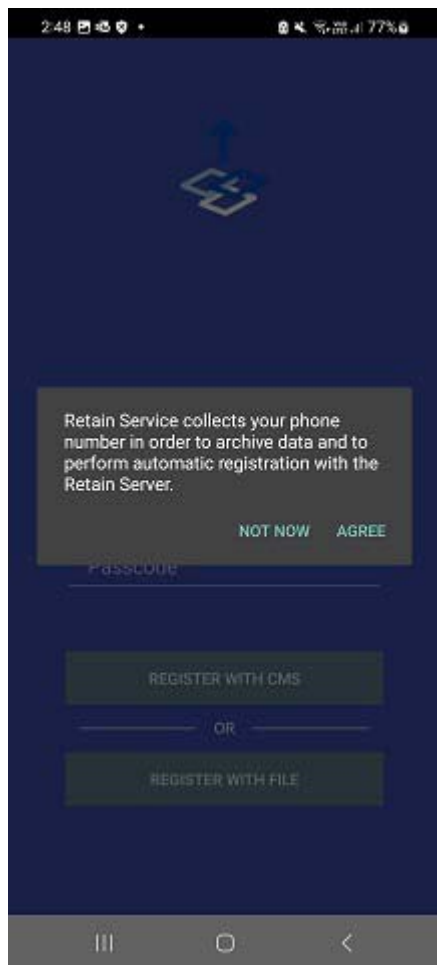 2:48
77%
Retain Service collects your phone
number in order to archive data and to
perform automatic registration with the
Retain Server.
NOT NOW AGREE
Passcode
REGISTER WITH CMS
OR
REGISTER WITH FILE